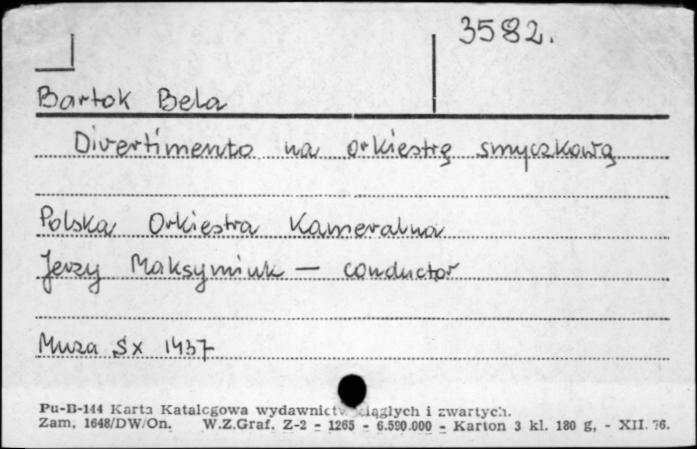 3582.
Bartok Bela
Divertimento na orkiestrę smyczkową
Polska Orkiestra Kameralna
Jerzy Maksymiuk — conductor
Muza Sx 1437
Pu-B-144 Karta Katalogowa wydawnictw ciągłych i zwartych.
Zam. 1648/DW/On. W.Z.Graf. Z-2 - 1265 - 6.590.000 - Karton 3 kl. 180 g, - XII. 76.